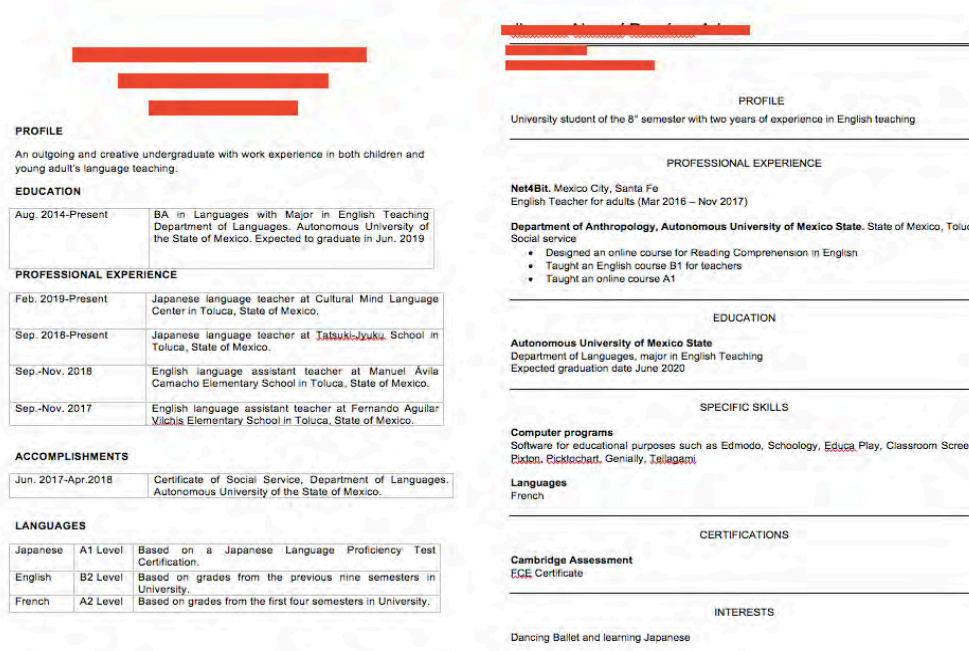 PROFILE
An outgoing and creative undergraduate with work experience in both children and
young adult's language teaching.
EDUCATION
Aug. 2014-Present
BA in Languages with Major in English Teaching
Department of Languages. Autonomous University of
the State of Mexico. Expected to graduate in Jun. 2019
PROFESSIONAL EXPERIENCE
Feb. 2019-Present
Japanese language teacher at Cultural Mind Language
Center in Toluca, State of Mexico.
Sep. 2018-Present
Japanese language teacher at Tatsuki-Jyuku School in
Toluca, State of Mexico.
Sep.-Nov. 2018
English language assistant teacher at Manuel Ávila
Camacho Elementary School in Toluca, State of Mexico.
Sep.-Nov. 2017
English language assistant teacher at Fernando Aguilar
Vilchis Elementary School in Toluca, State of Mexico.
ACCOMPLISHMENTS
Jun. 2017-Apr.2018
Certificate of Social Service, Department of Languages.
Autonomous University of the State of Mexico.
LANGUAGES
Japanese
A1 Level
Based on a Japanese Language Proficiency Test
Certification.
English
B2 Level
Based on grades from the previous nine semesters in
University.
French
A2 Level
Based on grades from the first four semesters in University.
PROFILE
University student of the 8° semester with two years of experience in English teaching
PROFESSIONAL EXPERIENCE
Net4Bit. Mexico City, Santa Fe
English Teacher for adults (Mar 2016 – Nov 2017)
Department of Anthropology, Autonomous University of Mexico State. State of Mexico, Toluc
Social service
• Designed an online course for Reading Comprehension in English
• Taught an English course B1 for teachers
• Taught an online course A1
EDUCATION
Autonomous University of Mexico State
Department of Languages, major in English Teaching
Expected graduation date June 2020
SPECIFIC SKILLS
Computer programs
Software for educational purposes such as Edmodo, Schoology, Educa Play, Classroom Scree
Pixton, Picktochart, Genially, Tellagami
Languages
French
CERTIFICATIONS
Cambridge Assessment
FCE Certificate
INTERESTS
Dancing Ballet and learning Japanese